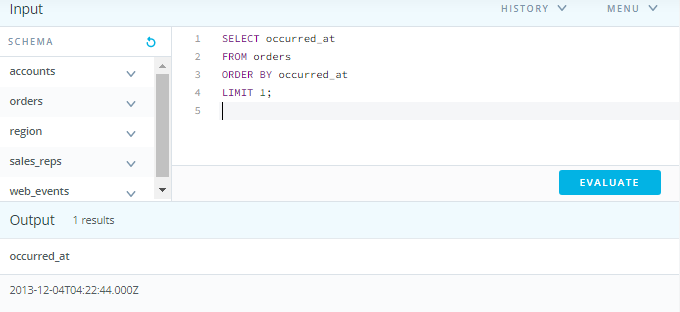 Input
HISTORY MENU
SCHEMA
accounts
orders
region
sales_reps
web_events
1 SELECT occurred_at
2 FROM orders
3 ORDER BY occurred_at
4 LIMIT 1;
5
EVALUATE
Output 1 results
occurred_at
2013-12-04T04:22:44.000Z